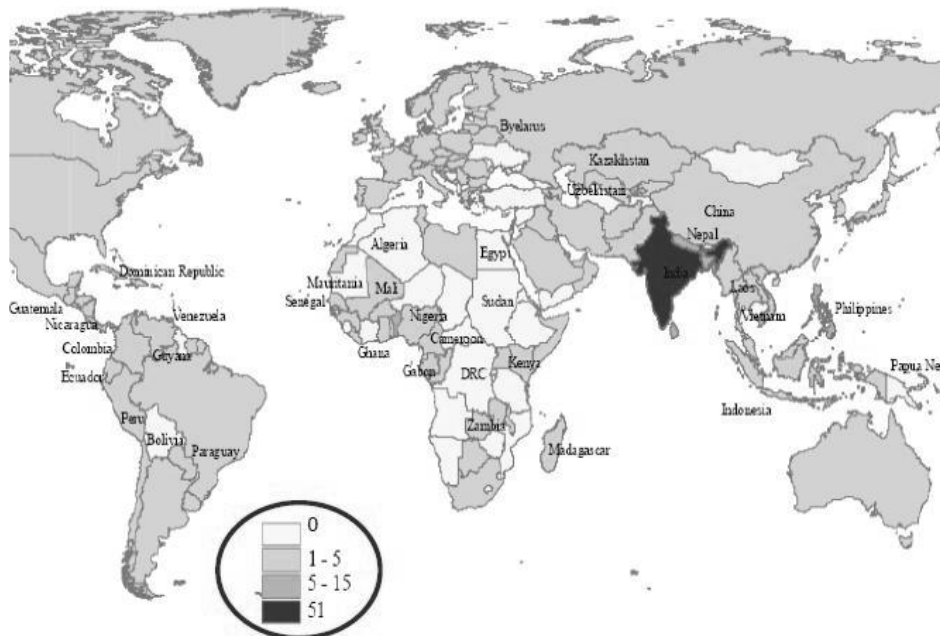 Byelarus
Kazakhstan
Uzbekistan
China
Nepal
India
Laos
Vietnam
Philippines
Papua Ne
Indonesia
Algeria
Egypt
Mauritania
Mali
Senegal
Sudan
Nigeria
Cameroon
Ghana
Gabon
DRC
Kenya
Zambia
Madagascar
Dominican Republic
Guatemala
Nicaragua
Venezuela
Colombia
Guyana
Ecuador
Peru
Bolivia
Paraguay
0
1 - 5
5 - 15
51